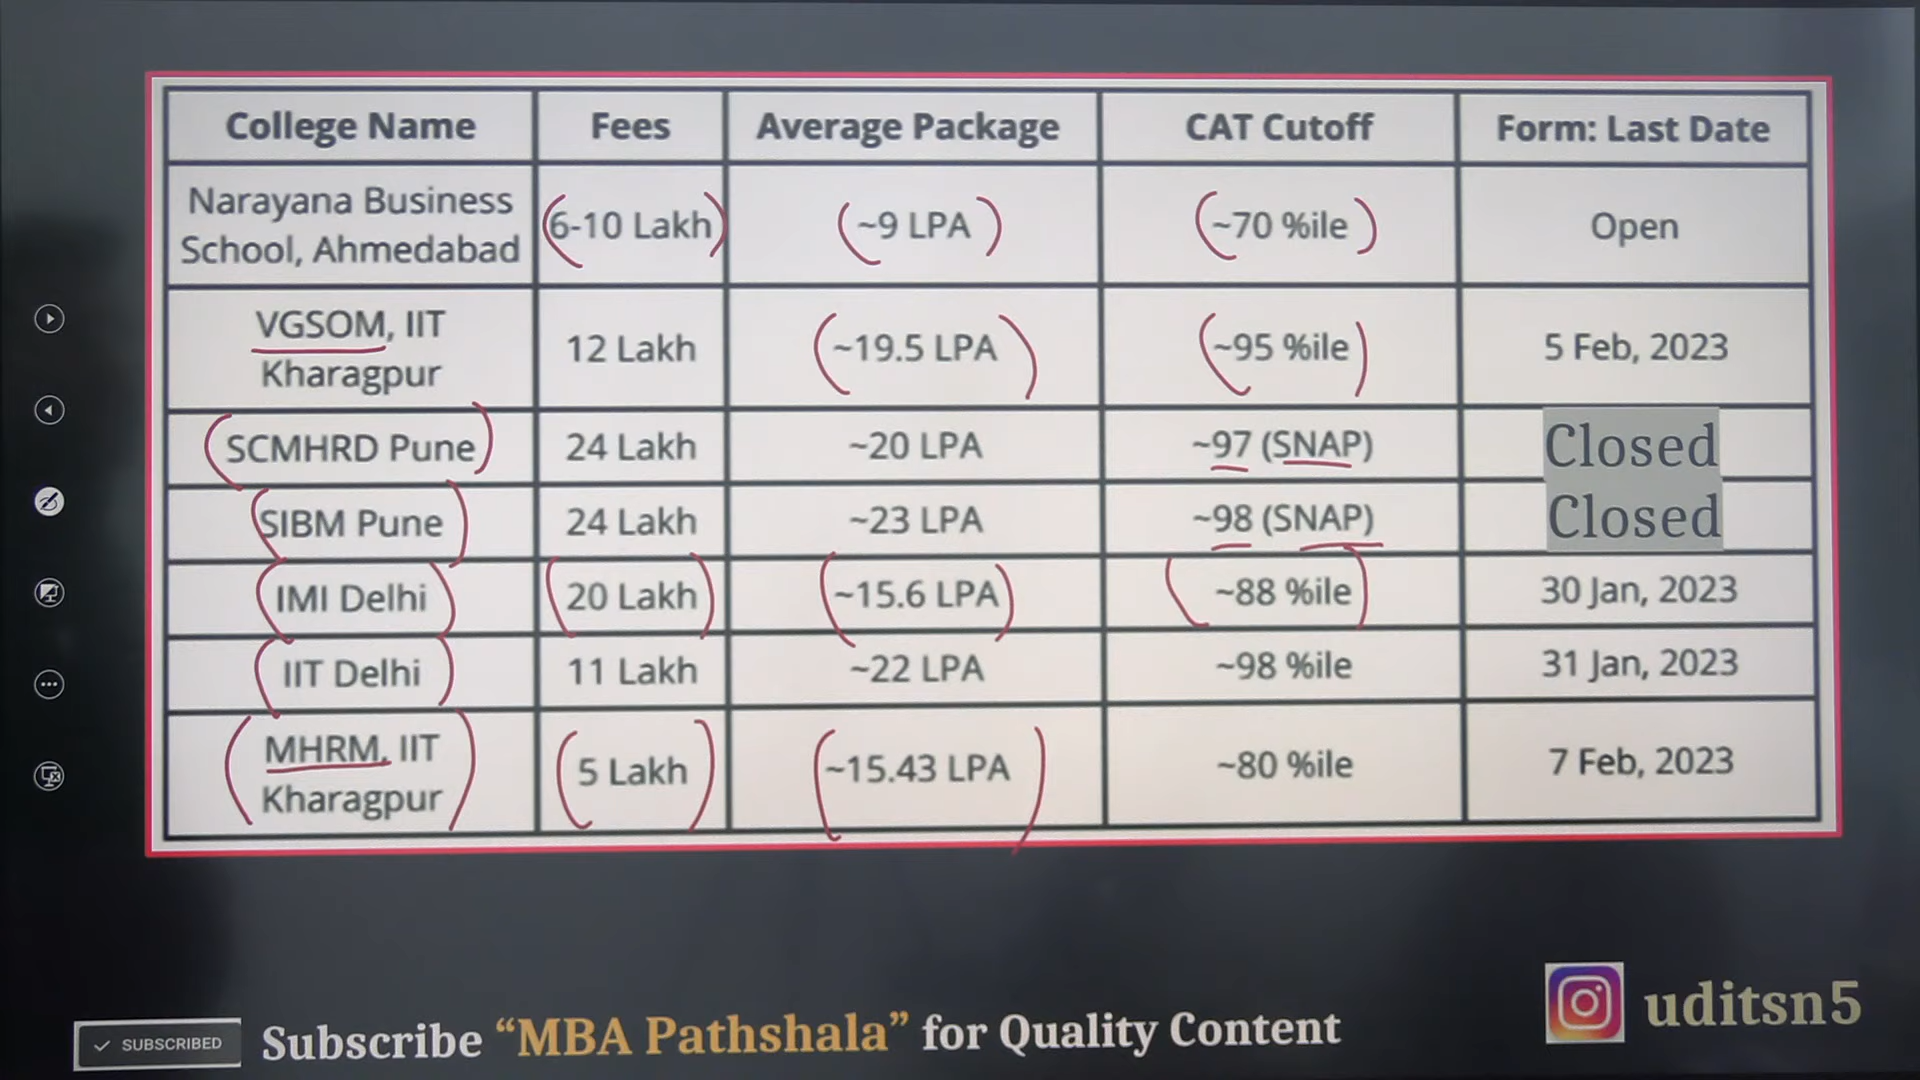 College Name Fees Average Package CAT Cutoff Form: Last Date
Narayana Business
School, Ahmedabad 6-10 Lakh ~9 LPA ~70 %ile Open
VGSOM, IIT
Kharagpur 12 Lakh ~19.5 LPA ~95 %ile 5 Feb, 2023
SCMHRD Pune 24 Lakh ~20 LPA ~97 (SNAP) Closed
SIBM Pune 24 Lakh ~23 LPA ~98 (SNAP) Closed
IMI Delhi 20 Lakh ~15.6 LPA ~88 %ile 30 Jan, 2023
IIT Delhi 11 Lakh ~22 LPA ~98 %ile 31 Jan, 2023
MHRM, IIT
Kharagpur 5 Lakh ~15.43 LPA ~80 %ile 7 Feb, 2023
SUBSCRIBED
Subscribe “MBA Pathshala” for Quality Content
uditsn5